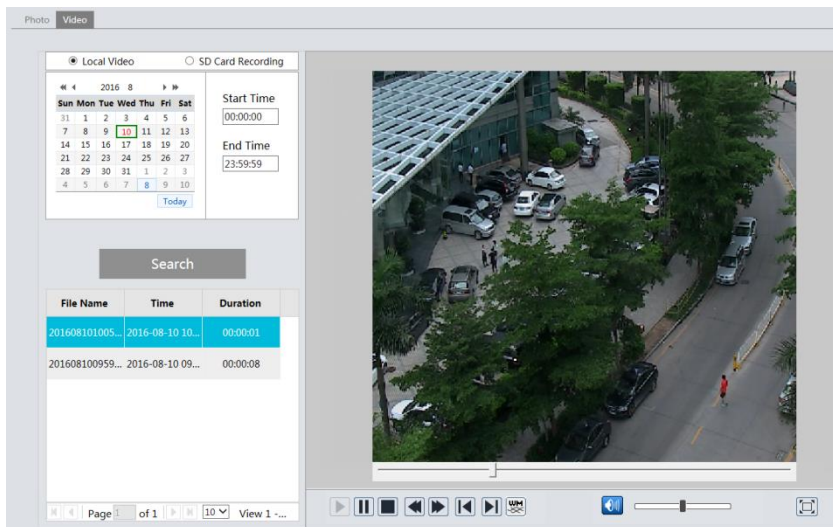 Photo Video
Local Video SD Card Recording
2016 8
Sun Mon Tue Wed Thu Fri Sat
31 1 2 3 4 5 6
7 8 9 10 11 12 13
14 15 16 17 18 19 20
21 22 23 24 25 26 27
28 29 30 31 1 2 3
4 5 6 7 8 9 10
Today
Start Time
00:00:00
End Time
23:59:59
Search
File Name Time Duration
201608101005... 2016-08-10 10... 00:00:01
201608100959... 2016-08-10 09... 00:00:08
Page 1 of 1 10 View 1 -...
WM